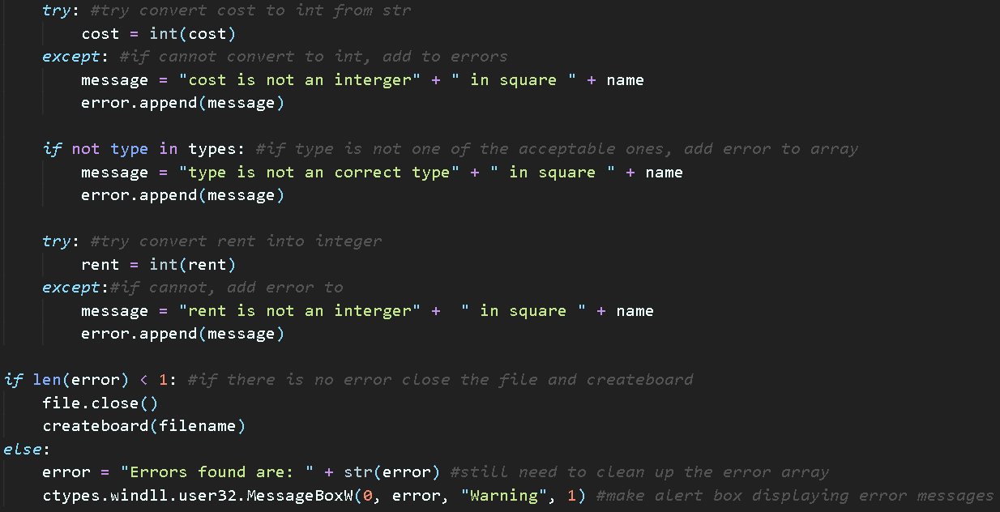 try: #try convert cost to int from str
cost = int(cost)
except: #if cannot convert to int, add to errors
message = "cost is not an interger" + " in square " + name
error.append(message)
if not type in types: #if type is not one of the acceptable ones, add error to array
message = "type is not an correct type" + " in square " + name
error.append(message)
try: #try convert rent into integer
rent = int(rent)
except:#if cannot, add error to
message = "rent is not an interger" +  " in square " + name
error.append(message)
if len(error) < 1: #if there is no error close the file and createboard
file.close()
createboard(filename)
else:
error = "Errors found are: " + str(error) #still need to clean up the error array
ctypes.windll.user32.MessageBoxW(0, error, "Warning", 1) #make alert box displaying error messages